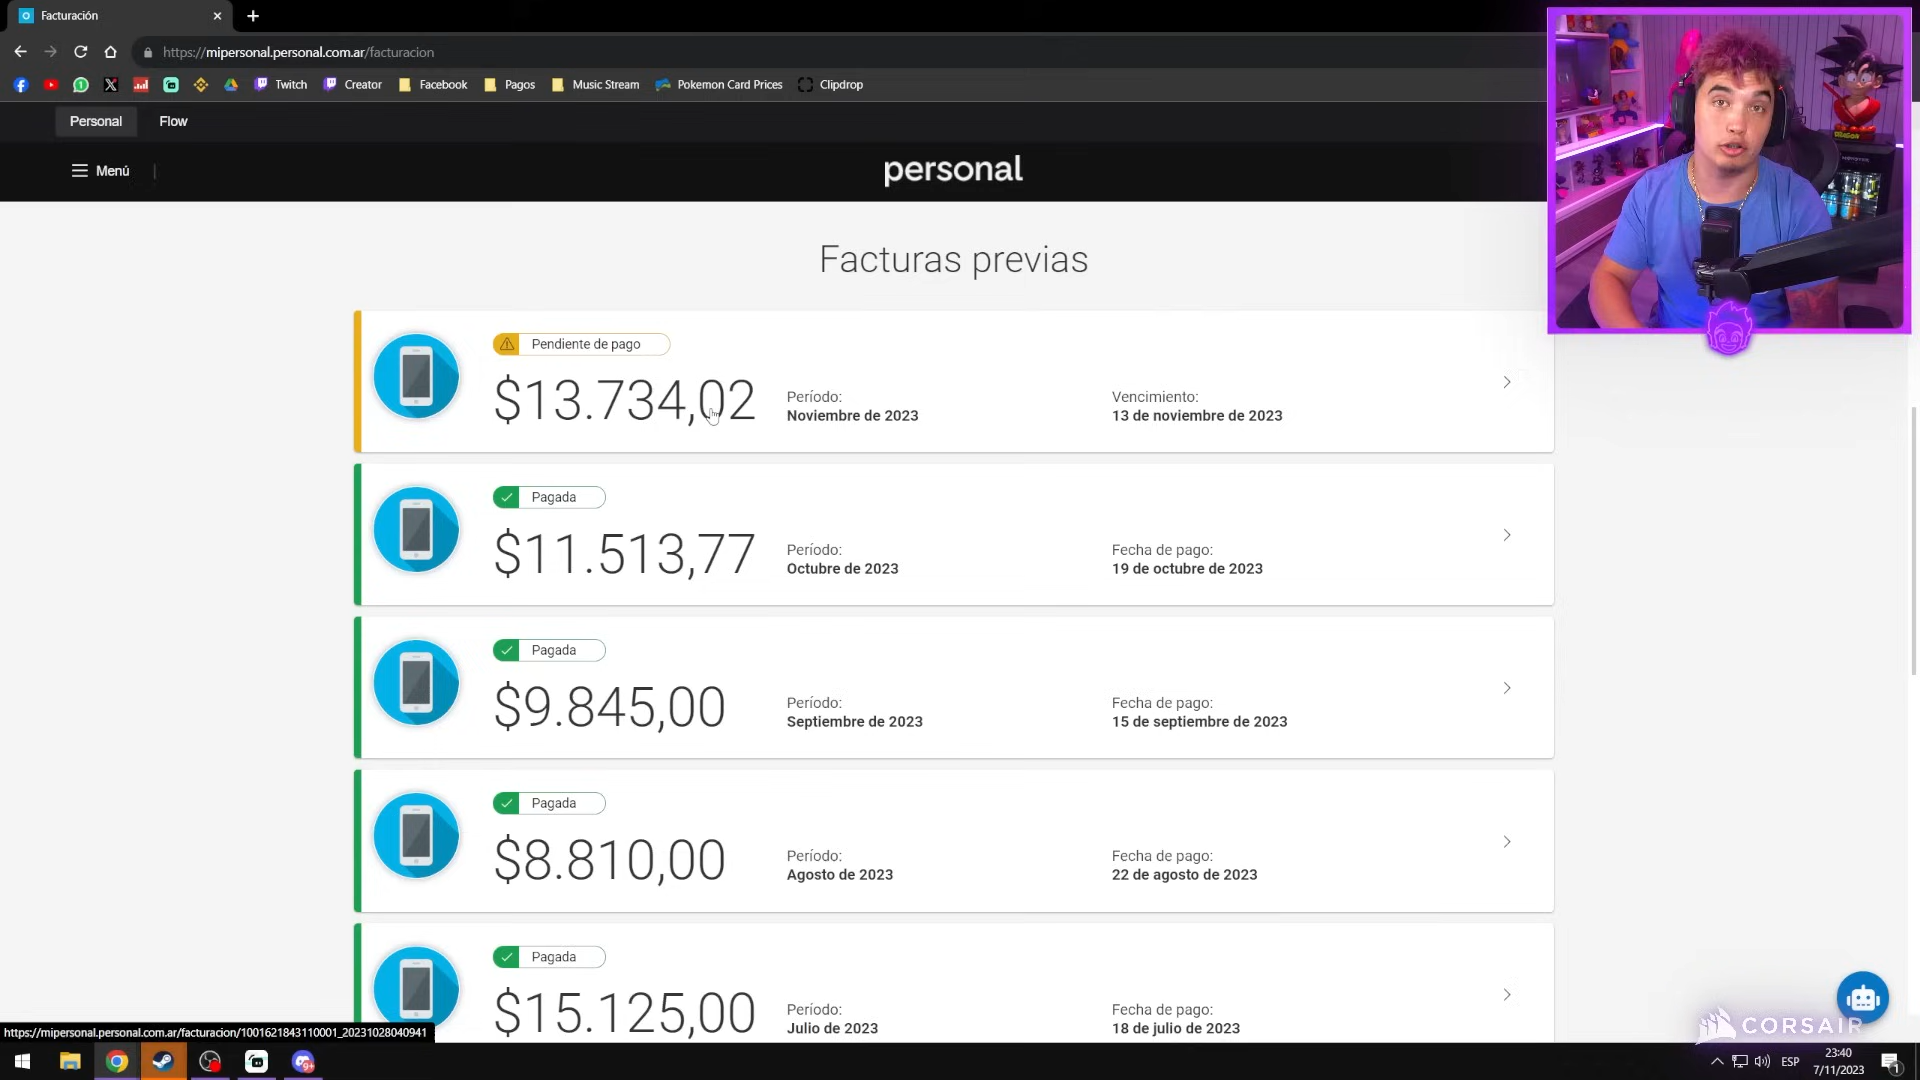 Facturación
https://mipersonal.personal.com.ar/facturacion
Twitch
Creator
Facebook
Pagos
Music Stream
Pokemon Card Prices
Clipdrop
Personal
Flow
Menú
personal
Facturas previas
Pendiente de pago
$13.734,02
Período:
Noviembre de 2023
Vencimiento:
13 de noviembre de 2023
Pagada
$11.513,77
Período:
Octubre de 2023
Fecha de pago:
19 de octubre de 2023
Pagada
$9.845,00
Período:
Septiembre de 2023
Fecha de pago:
15 de septiembre de 2023
Pagada
$8.810,00
Período:
Agosto de 2023
Fecha de pago:
22 de agosto de 2023
Pagada
$15.125,00
Período:
Julio de 2023
Fecha de pago:
18 de julio de 2023
https://mipersonal.personal.com.ar/facturacion/1001621843110001_20231028040941
CORSAIR
ESP
23:40
7/11/2023